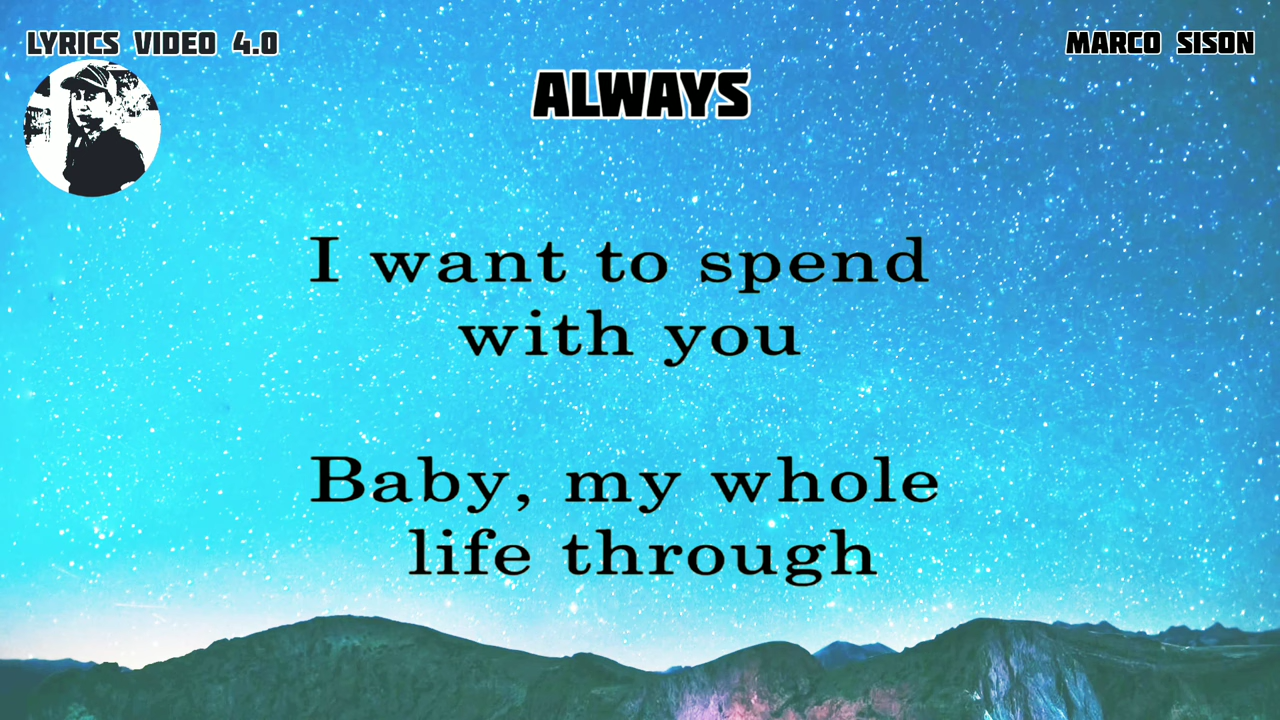 LYRICS VIDEO 4.0
MARCO SISON
ALWAYS
I want to spend
with you
Baby, my whole
life through